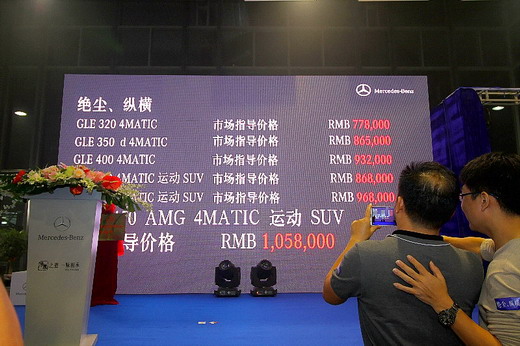 Mercedes-Benz
绝尘、纵横
GLE 320 4MATIC 市场指导价格 RMB 778,000
GLE 350 d 4MATIC 市场指导价格 RMB 865,000
GLE 400 4MATIC 市场指导价格 RMB 932,000
4MATIC 运动 SUV 市场指导价格 RMB 868,000
4MATIC 运动 SUV 市场指导价格 RMB 968,000
0 AMG 4MATIC 运动 SUV
导价格 RMB 1,058,000
Mercedes-Benz